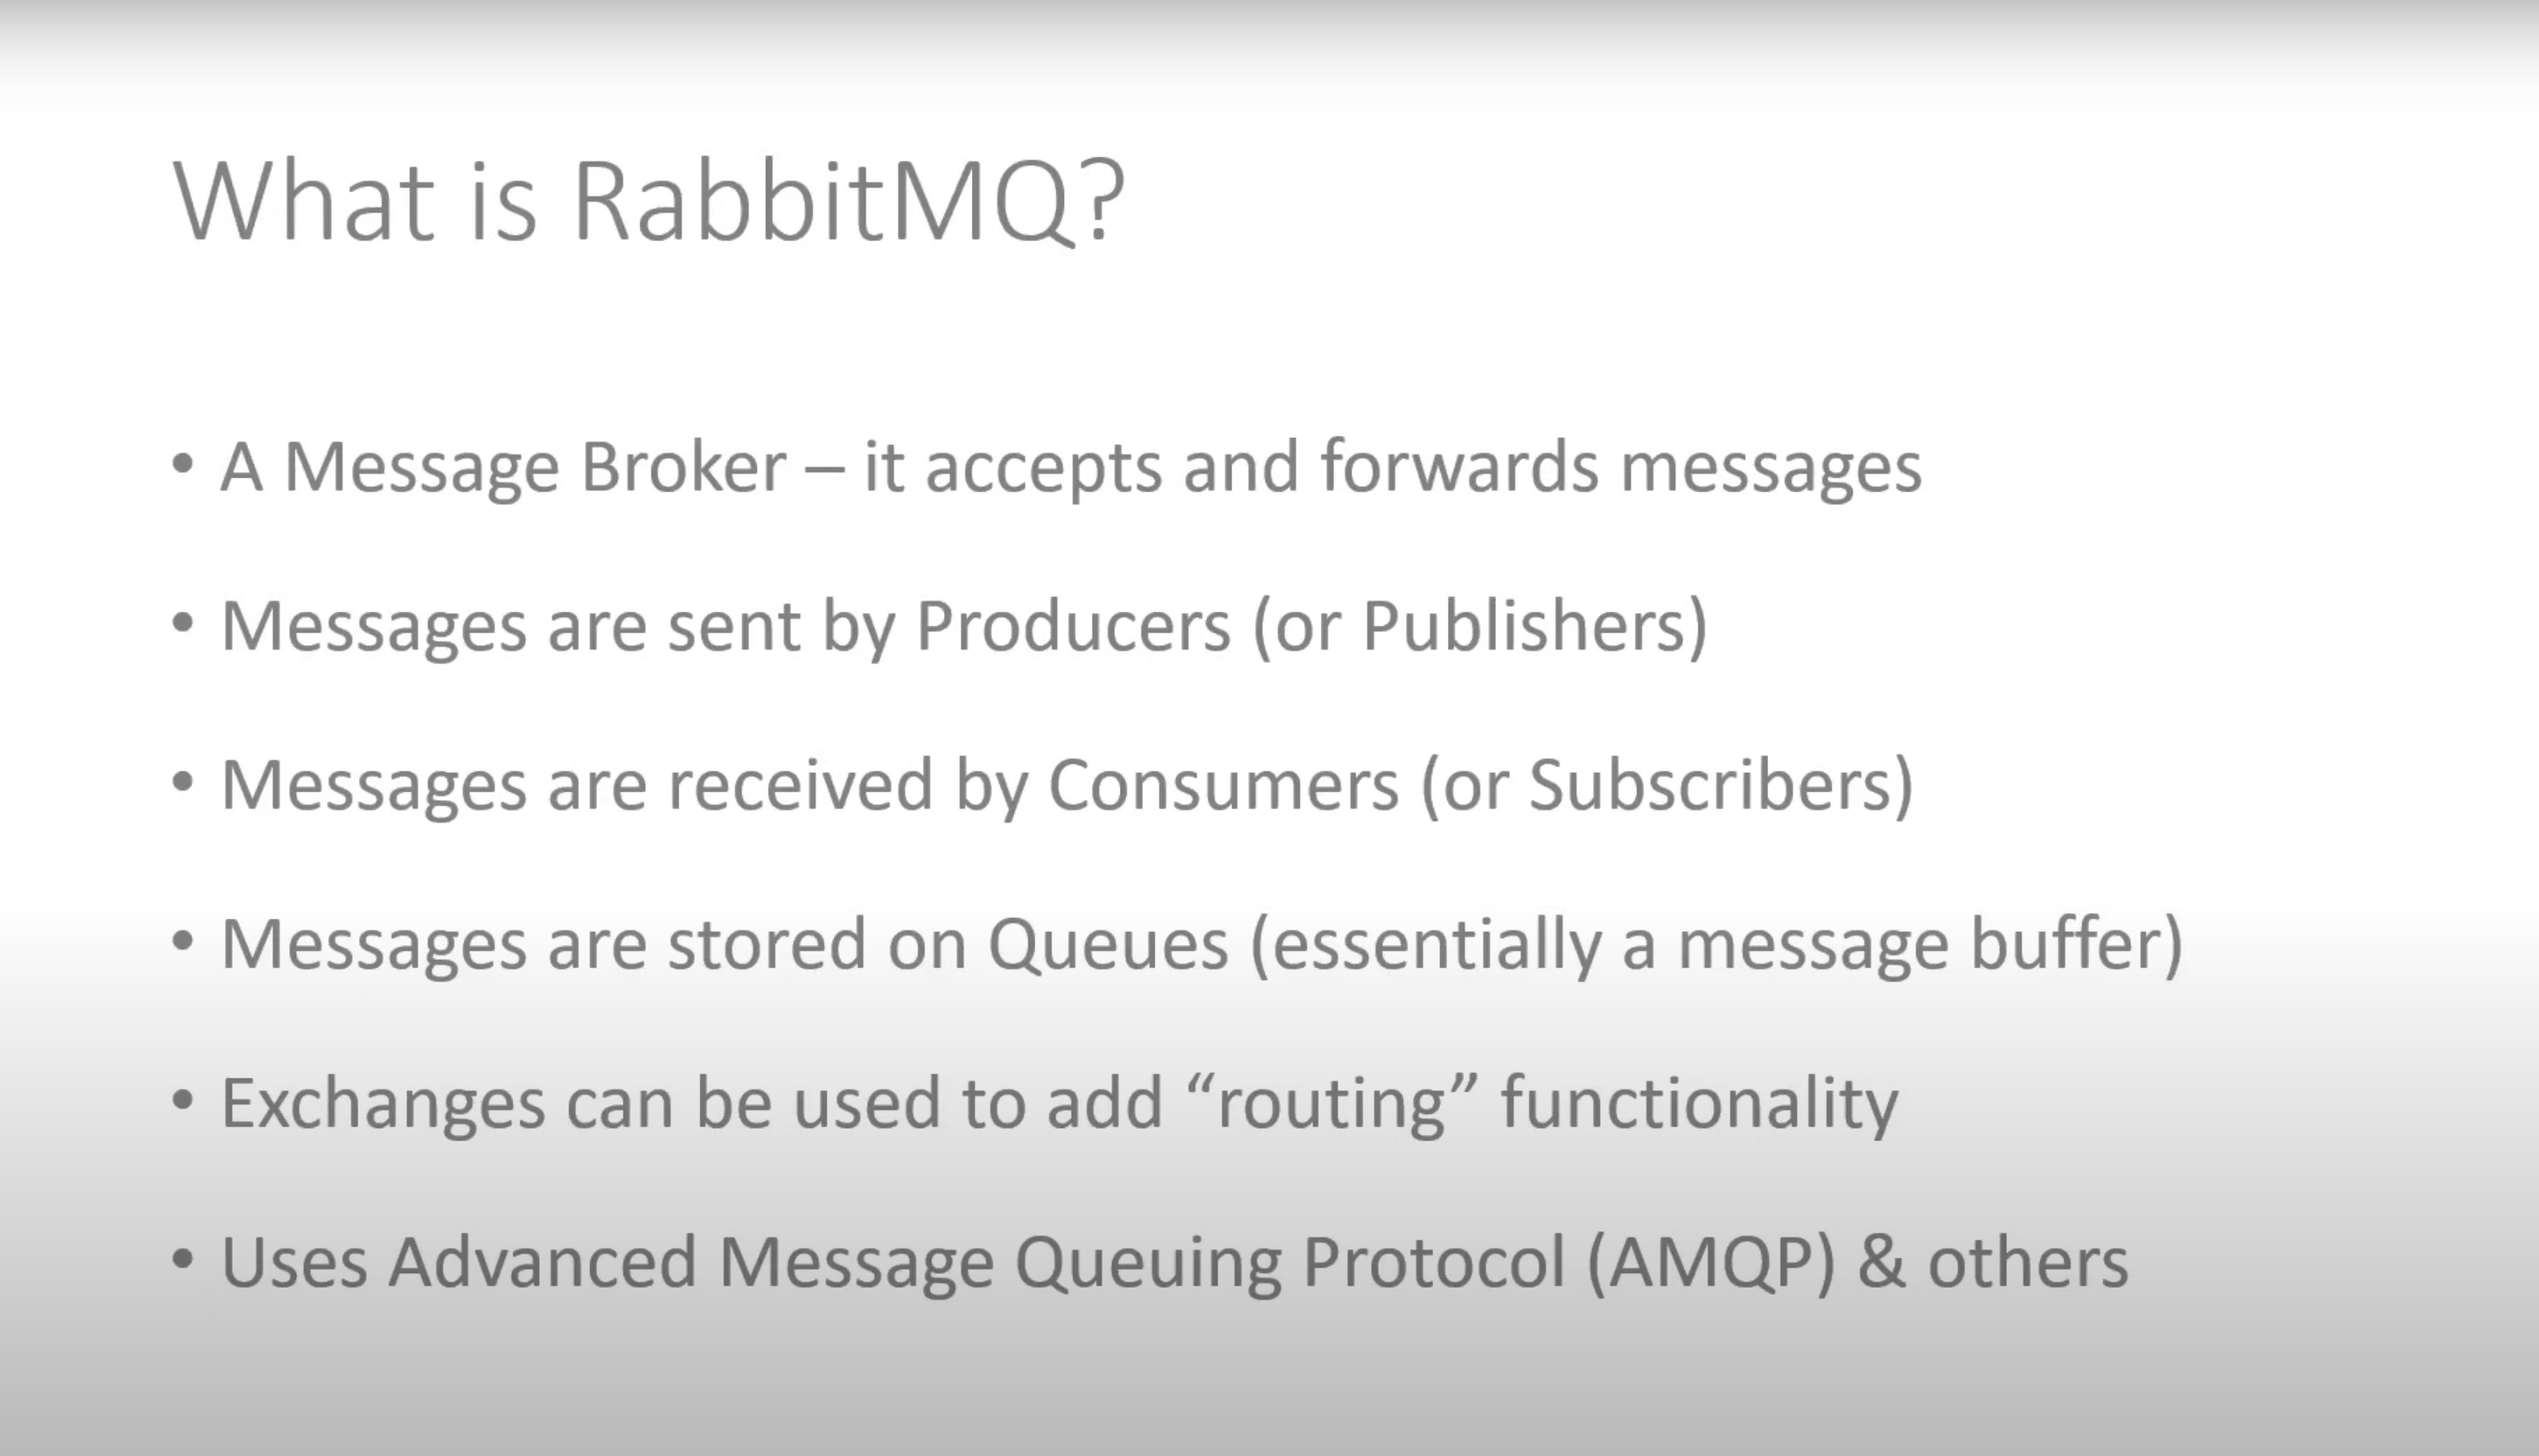 What is RabbitMQ?
• A Message Broker – it accepts and forwards messages
• Messages are sent by Producers (or Publishers)
• Messages are received by Consumers (or Subscribers)
• Messages are stored on Queues (essentially a message buffer)
• Exchanges can be used to add “routing” functionality
• Uses Advanced Message Queuing Protocol (AMQP) & others